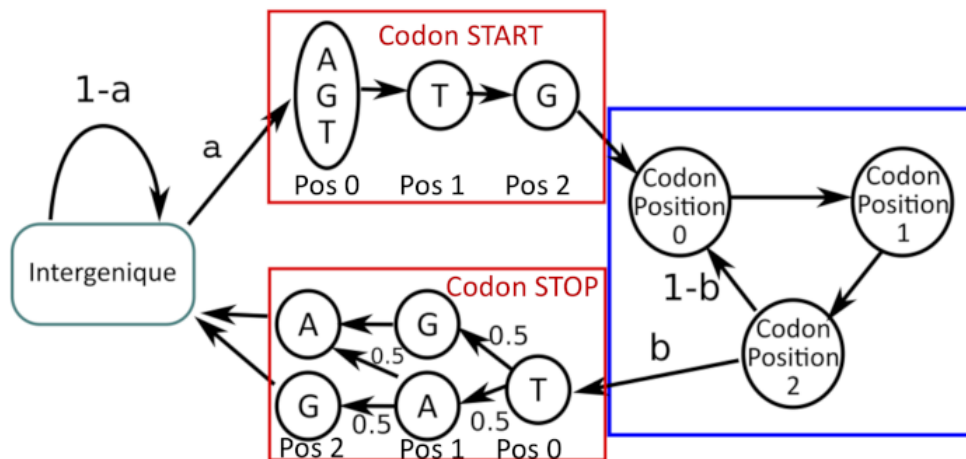 Codon START
1-a
a
A
G
T
T
G
Pos 0
Pos 1
Pos 2
Intergenique
Codon
Position
0
Codon
Position
1
Codon
Position
2
1-b
b
Codon STOP
A
G
0.5
0.5
T
G
A
0.5
0.5
Pos 2
Pos 1
Pos 0